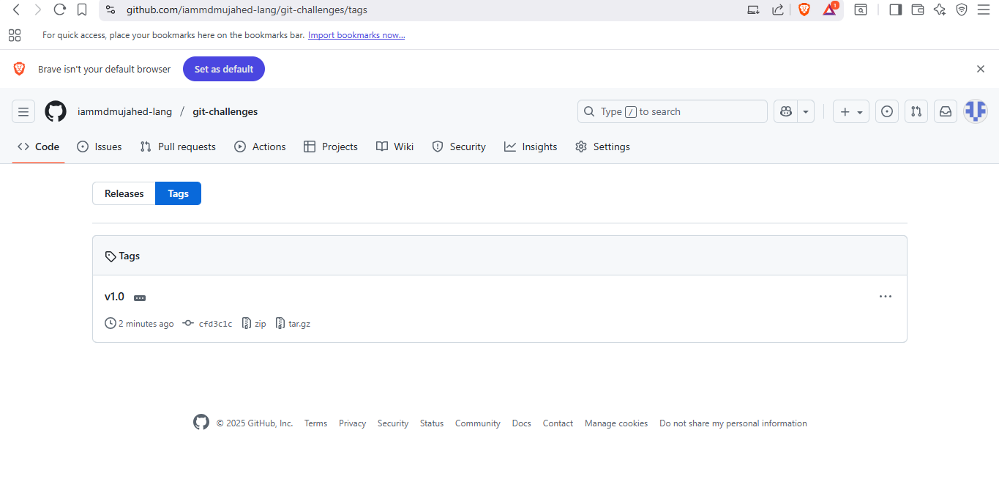 github.com/iammdmujahed-lang/git-challenges/tags
1
For quick access, place your bookmarks here on the bookmarks bar. Import bookmarks now...
Brave isn't your default browser Set as default
iammdmujahed-lang / git-challenges Type / to search
Code Issues Pull requests Actions Projects Wiki Security Insights Settings
Releases Tags
Tags
v1.0
2 minutes ago cfd3c1c zip tar.gz
© 2025 GitHub, Inc. Terms Privacy Security Status Community Docs Contact Manage cookies Do not share my personal information